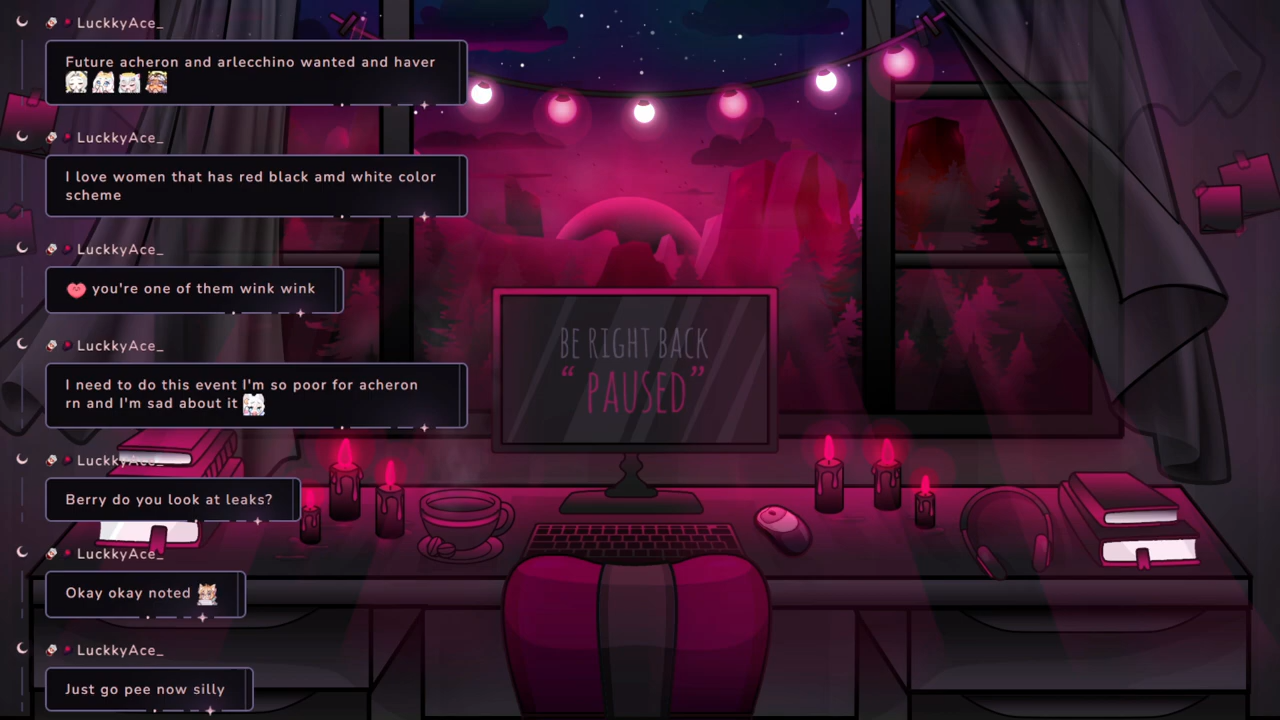 LuckkyAce_
Future acheron and arlecchino wanted and haver
LuckkyAce_
I love women that has red black amd white color
scheme
LuckkyAce_
you're one of them wink wink
LuckkyAce_
I need to do this event I'm so poor for acheron
rn and I'm sad about it
LuckkyAce_
Berry do you look at leaks?
LuckkyAce_
Okay okay noted
LuckkyAce_
Just go pee now silly
BE RIGHT BACK
“ PAUSED”